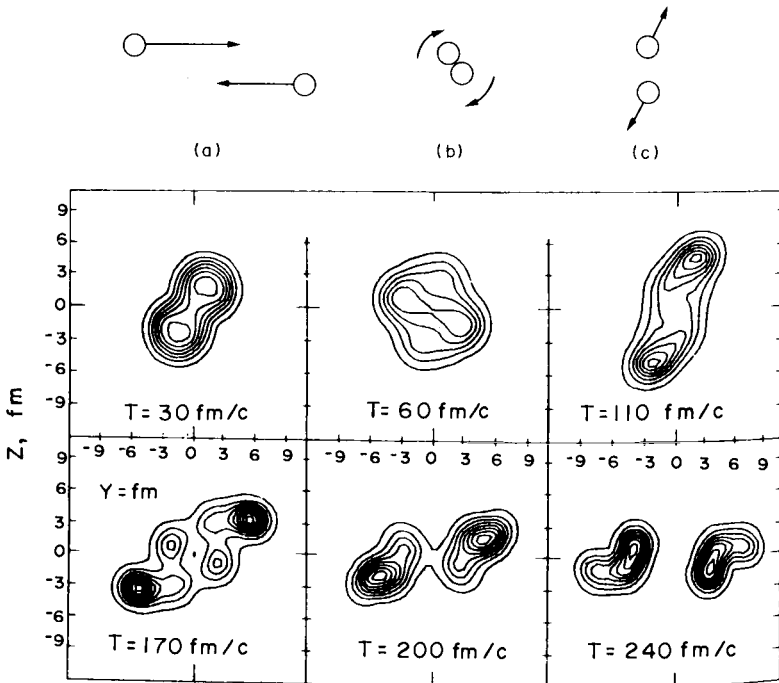 (a) (b) (c)
9
6
3
0
-3
-6
-9
T = 30 fm/c T = 60 fm/c T = 110 fm/c
Z, fm
-9 -6 -3 0 3 6 9 -9 -6 -3 0 3 6 9 -9 -6 -3 0 3 6 9
9
6
3
0
-3
-6
-9
Y = fm
T = 170 fm/c T = 200 fm/c T = 240 fm/c